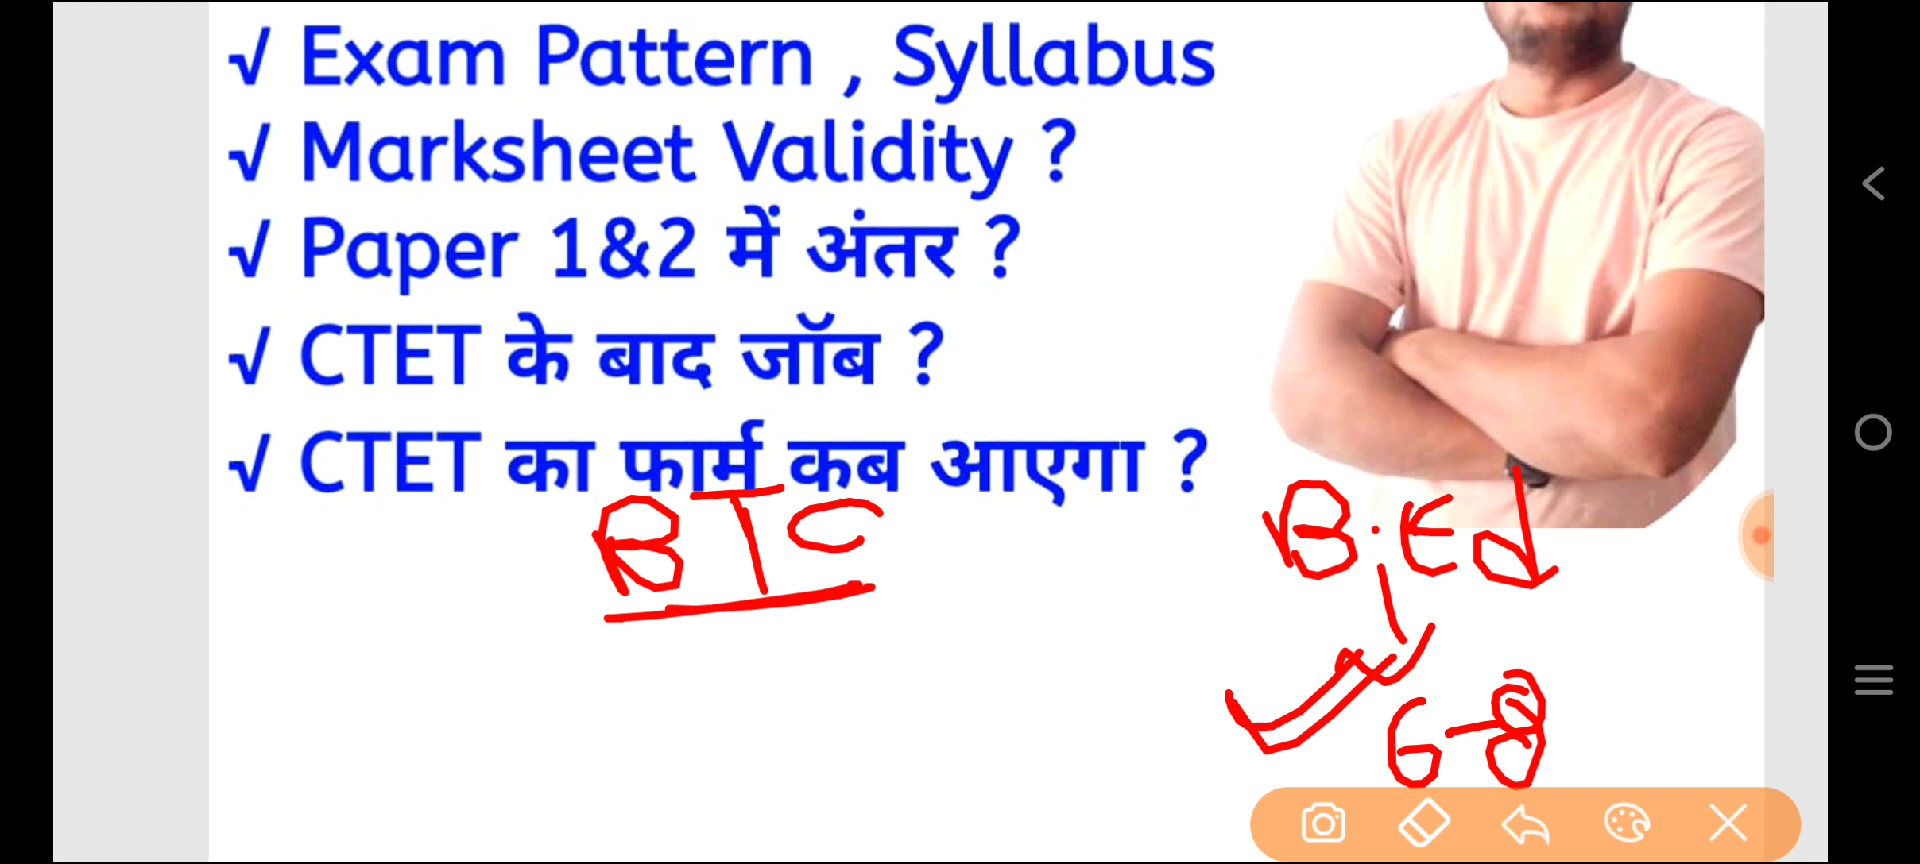 √ Exam Pattern , Syllabus
√ Marksheet Validity ?
√ Paper 1&2 में अंतर ?
√ CTET के बाद जॉब ?
√ CTET का फार्म कब आएगा ?
BTC B.Ed
6-8